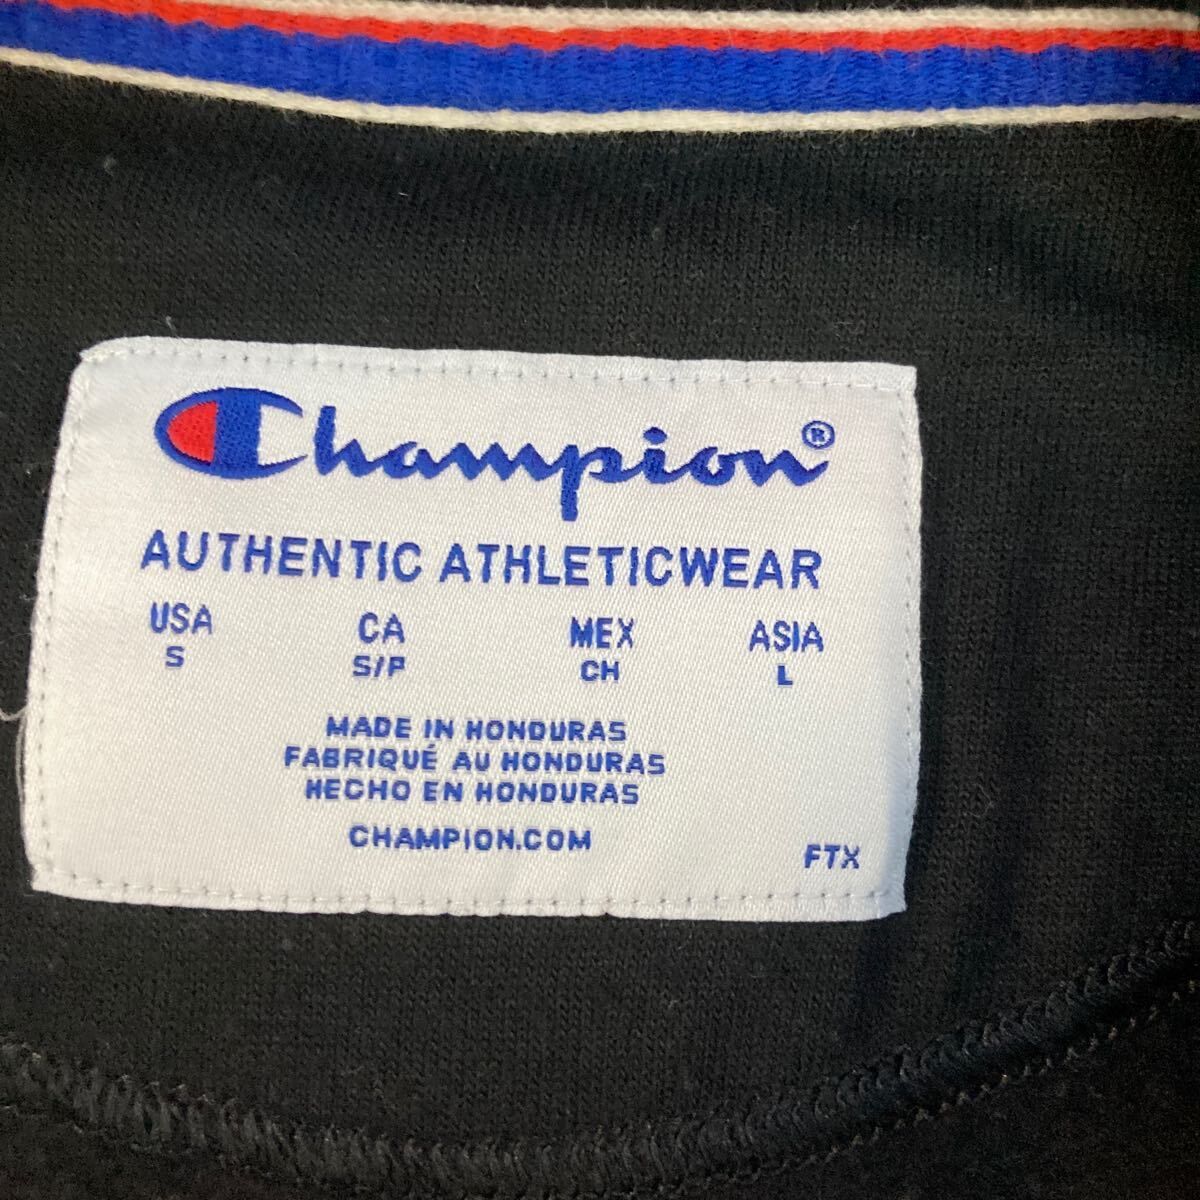 Champion®
AUTHENTIC ATHLETICWEAR
USA CA MEX ASIA
S S/P CH L
MADE IN HONDURAS
FABRIQUÉ AU HONDURAS
HECHO EN HONDURAS
CHAMPION.COM
FTX